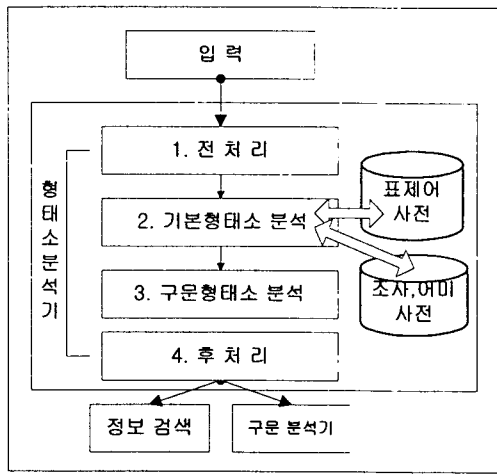 입 력
1. 전 처 리
형태소분석기
2. 기본형태소 분석
표제어
사전
3. 구문형태소 분석
조사,어미
사전
4. 후 처 리
정보 검색
구문 분석기